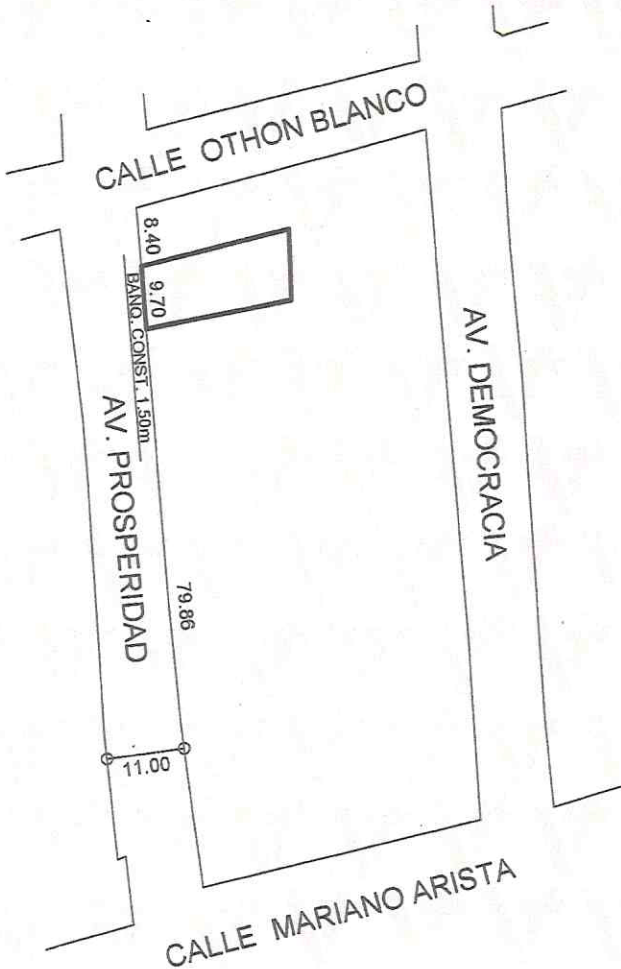 CALLE OTHON BLANCO
8.40
9.70
BANQ. CONST. 1.50m
AV. PROSPERIDAD
AV. DEMOCRACIA
79.86
11.00
CALLE MARIANO ARISTA